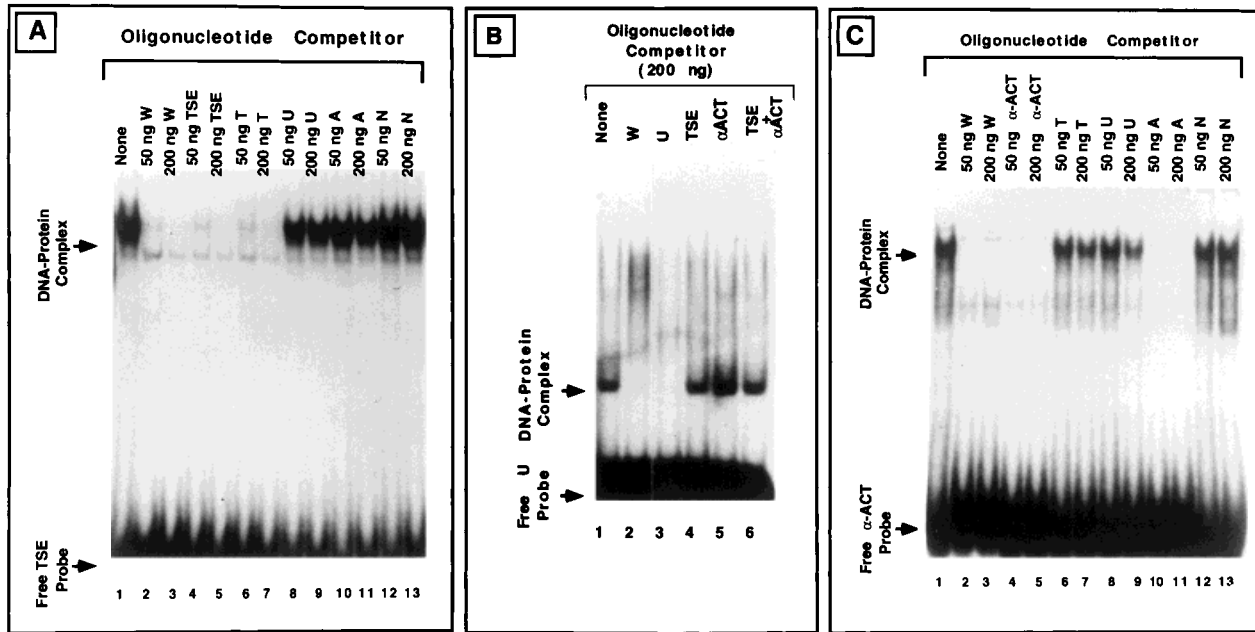 A
Oligonucleotide Competitor
None
50 ng W
200 ng W
50 ng TSE
200 ng TSE
50 ng T
200 ng T
50 ng U
200 ng U
50 ng A
200 ng A
50 ng N
200 ng N
DNA-Protein
Complex
Free TSE
Probe
1 2 3 4 5 6 7 8 9 10 11 12 13
B
Oligonucleotide
Competitor
(200 ng)
None
W
U
TSE
αACT
TSE
+
αACT
DNA-Protein
Complex
Free U
Probe
1 2 3 4 5 6
C
Oligonucleotide Competitor
None
50 ng W
200 ng W
50 ng α-ACT
200 ng α-ACT
50 ng T
200 ng T
50 ng U
200 ng U
50 ng A
200 ng A
50 ng N
200 ng N
DNA-Protein
Complex
Free α-ACT
Probe
1 2 3 4 5 6 7 8 9 10 11 12 13